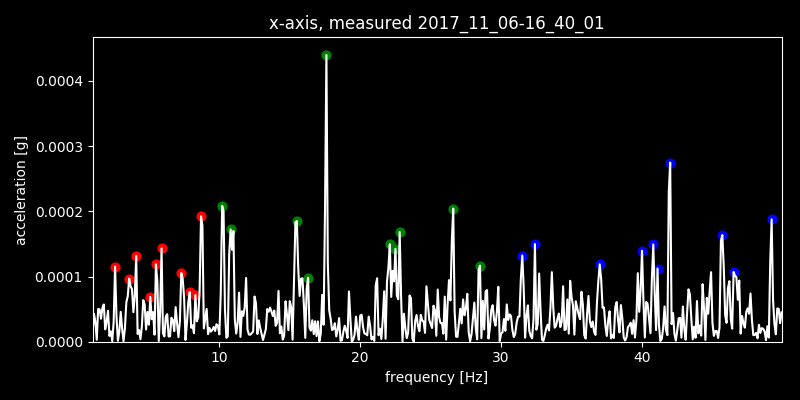 x-axis, measured 2017_11_06-16_40_01
acceleration [g]
0.0004
0.0003
0.0002
0.0001
0.0000
10 20 30 40
frequency [Hz]